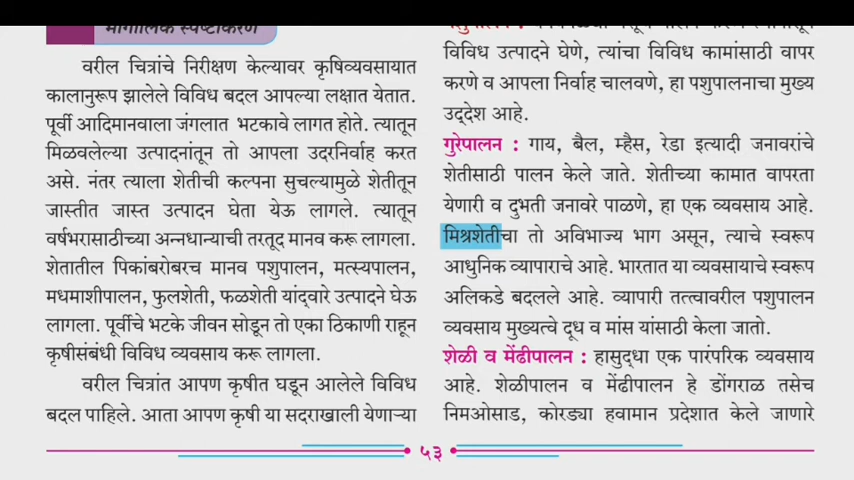 भौगोलिक स्पष्टीकरण
वरील चित्रांचे निरीक्षण केल्यावर कृषिव्यवसायात
कालानुरूप झालेले विविध बदल आपल्या लक्षात येतात.
पूर्वी आदिमानवाला जंगलात भटकावे लागत होते. त्यातून
मिळवलेल्या उत्पादनांतून तो आपला उदरनिर्वाह करत
असे. नंतर त्याला शेतीची कल्पना सुचल्यामुळे शेतीतून
जास्तीत जास्त उत्पादन घेता येऊ लागले. त्यातून
वर्षभरासाठीच्या अन्नधान्याची तरतूद मानव करू लागला.
शेतातील पिकांबरोबरच मानव पशुपालन, मत्स्यपालन,
मधमाशीपालन, फुलशेती, फळशेती यांद्वारे उत्पादने घेऊ
लागला. पूर्वीचे भटके जीवन सोडून तो एका ठिकाणी राहून
कृषीसंबंधी विविध व्यवसाय करू लागला.
वरील चित्रांत आपण कृषीत घडून आलेले विविध
बदल पाहिले. आता आपण कृषी या सदराखाली येणाऱ्या
विविध उत्पादने घेणे, त्यांचा विविध कामांसाठी वापर
करणे व आपला निर्वाह चालवणे, हा पशुपालनाचा मुख्य
उद्देश आहे.
गुरेपालन : गाय, बैल, म्हैस, रेडा इत्यादी जनावरांचे
शेतीसाठी पालन केले जाते. शेतीच्या कामात वापरता
येणारी व दुभती जनावरे पाळणे, हा एक व्यवसाय आहे.
मिश्रशेतीचा तो अविभाज्य भाग असून, त्याचे स्वरूप
आधुनिक व्यापाराचे आहे. भारतात या व्यवसायाचे स्वरूप
अलिकडे बदलले आहे. व्यापारी तत्त्वावरील पशुपालन
व्यवसाय मुख्यत्वे दूध व मांस यांसाठी केला जातो.
शेळी व मेंढीपालन : हासुद्धा एक पारंपरिक व्यवसाय
आहे. शेळीपालन व मेंढीपालन हे डोंगराळ तसेच
निमओसाड, कोरड्या हवामान प्रदेशात केले जाणारे
५३